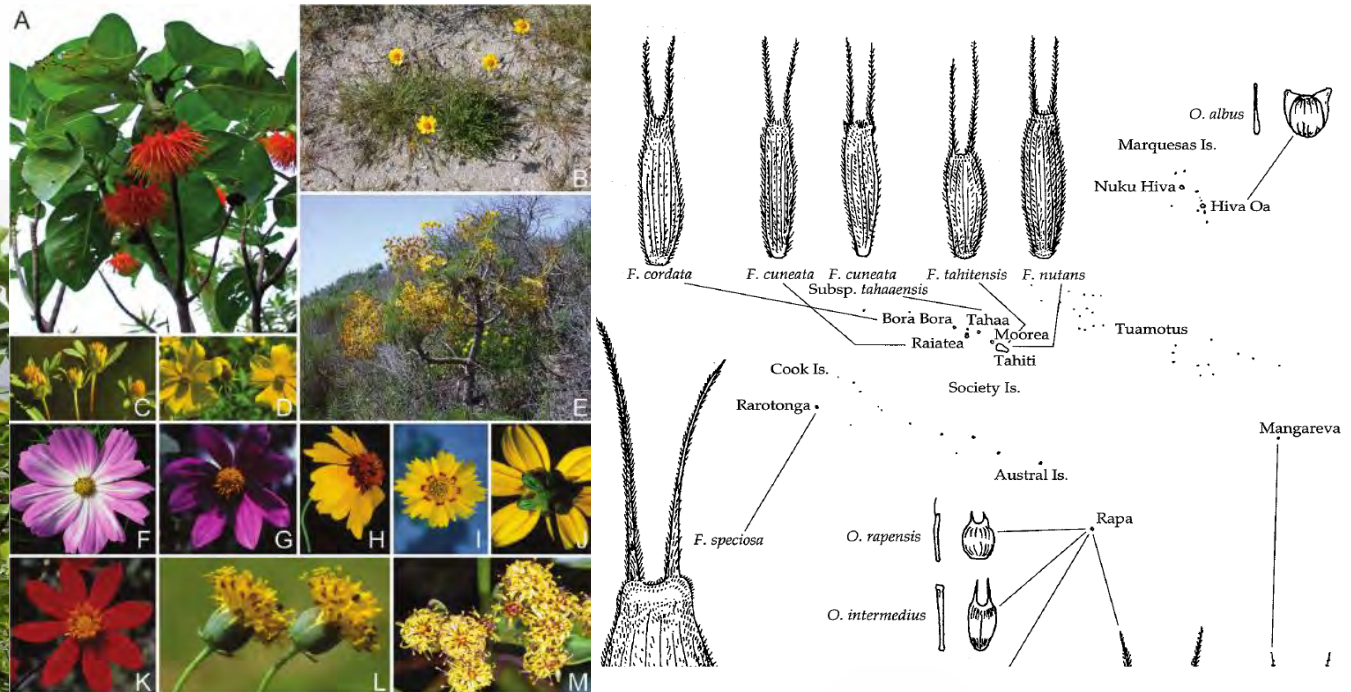 A
B
E
C
D
F
G
H
I
J
K
L
M
O. albus
Marquesas Is.
Nuku Hiva
Hiva Oa
F. cordata
F. cuneata
F. cuneata
Subsp. tahaaensis
F. tahitensis
F. nutans
Bora Bora
Tahaa
Moorea
Raiatea
Tahiti
Tuamotus
Society Is.
Cook Is.
Rarotonga
Mangareva
Austral Is.
F. speciosa
Rapa
O. rapensis
O. intermedius